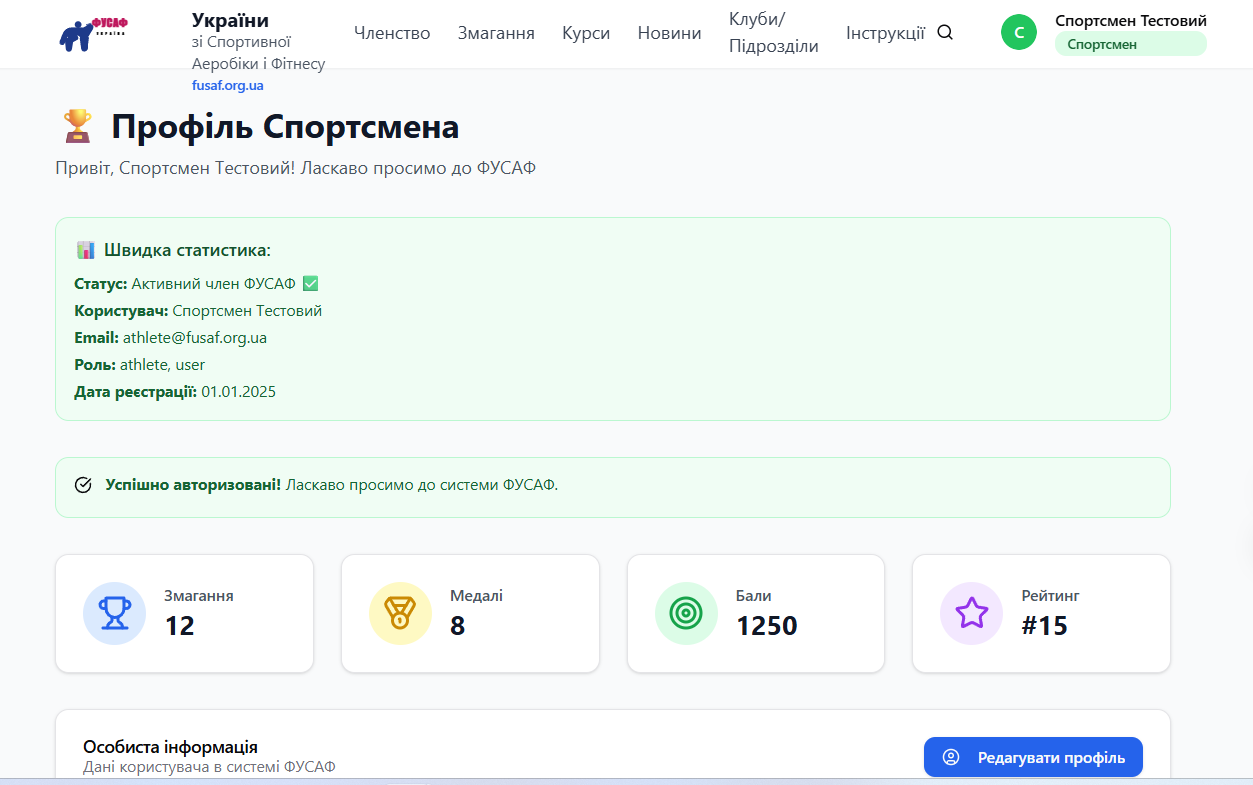 ФУСАФ
УКРАЇНА
України
зі Спортивної
Аеробіки і Фітнесу
fusaf.org.ua
Членство
Змагання
Курси
Новини
Клуби/
Підрозділи
Інструкції
С
Спортсмен Тестовий
Спортсмен
Профіль Спортсмена
Привіт, Спортсмен Тестовий! Ласкаво просимо до ФУСАФ
Швидка статистика:
Статус: Активний член ФУСАФ ✅
Користувач: Спортсмен Тестовий
Email: athlete@fusaf.org.ua
Роль: athlete, user
Дата реєстрації: 01.01.2025
Успішно авторизовані! Ласкаво просимо до системи ФУСАФ.
Змагання
12
Медалі
8
Бали
1250
Рейтинг
#15
Особиста інформація
Дані користувача в системі ФУСАФ
Редагувати профіль